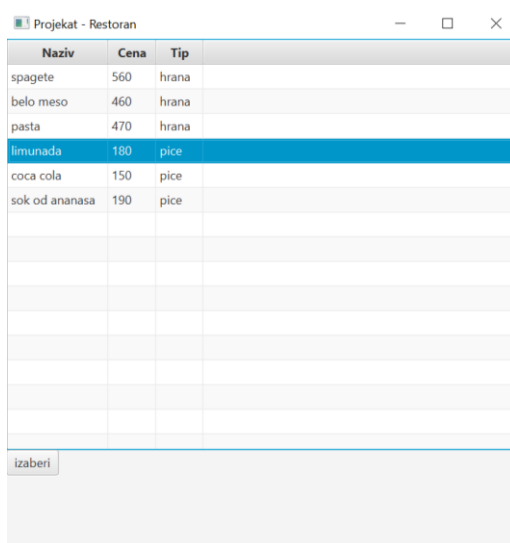 Projekat - Restoran
Naziv Cena Tip
spagete 560 hrana
belo meso 460 hrana
pasta 470 hrana
limunada 180 pice
coca cola 150 pice
sok od ananasa 190 pice
izaberi